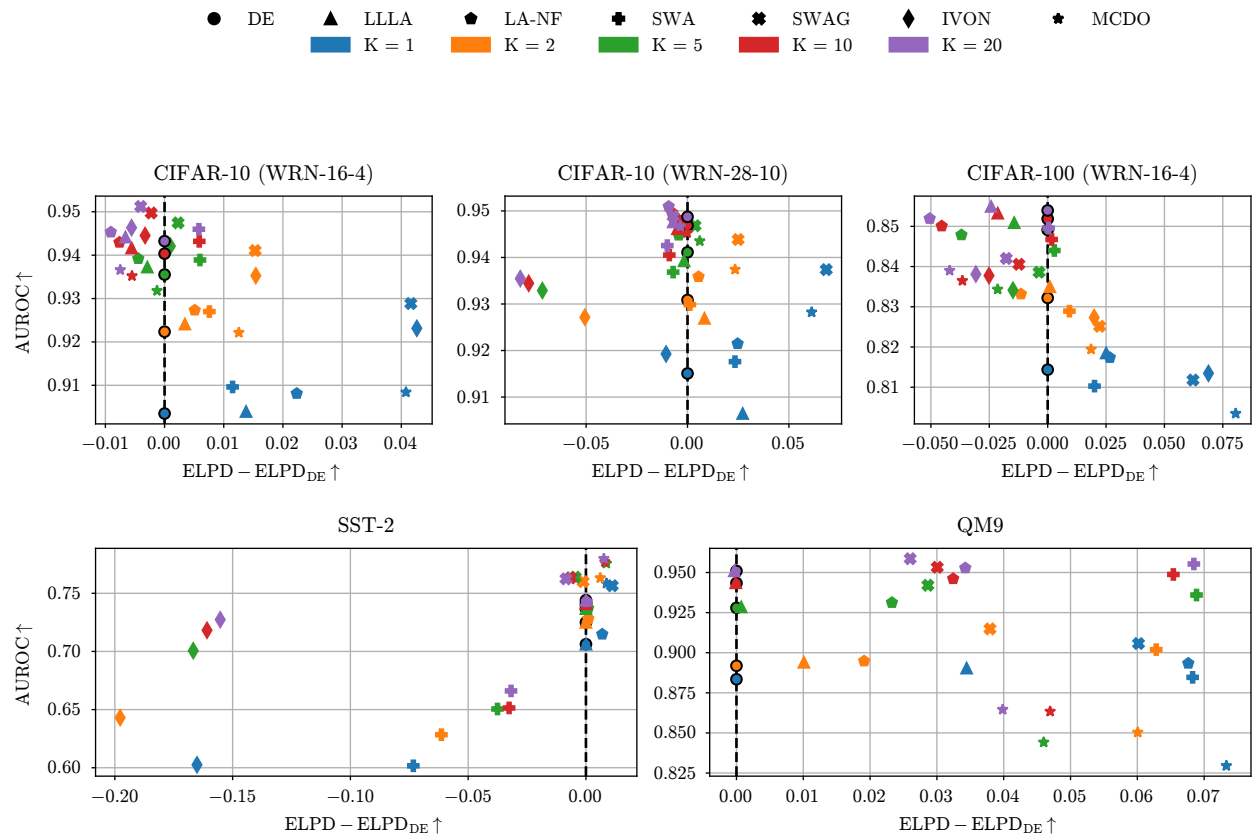 DE LLLA LA-NF SWA SWAG IVON MCDO
K = 1 K = 2 K = 5 K = 10 K = 20
CIFAR-10 (WRN-16-4)
0.95
0.94
0.93
0.92
0.91
AUROC↑
−0.01 0.00 0.01 0.02 0.03 0.04
ELPD − ELPD_DE ↑
CIFAR-10 (WRN-28-10)
0.95
0.94
0.93
0.92
0.91
−0.05 0.00 0.05
ELPD − ELPD_DE ↑
CIFAR-100 (WRN-16-4)
0.85
0.84
0.83
0.82
0.81
−0.050 −0.025 0.000 0.025 0.050 0.075
ELPD − ELPD_DE ↑
SST-2
0.75
0.70
0.65
0.60
AUROC↑
−0.20 −0.15 −0.10 −0.05 0.00
ELPD − ELPD_DE ↑
QM9
0.950
0.925
0.900
0.875
0.850
0.825
0.00 0.01 0.02 0.03 0.04 0.05 0.06 0.07
ELPD − ELPD_DE ↑